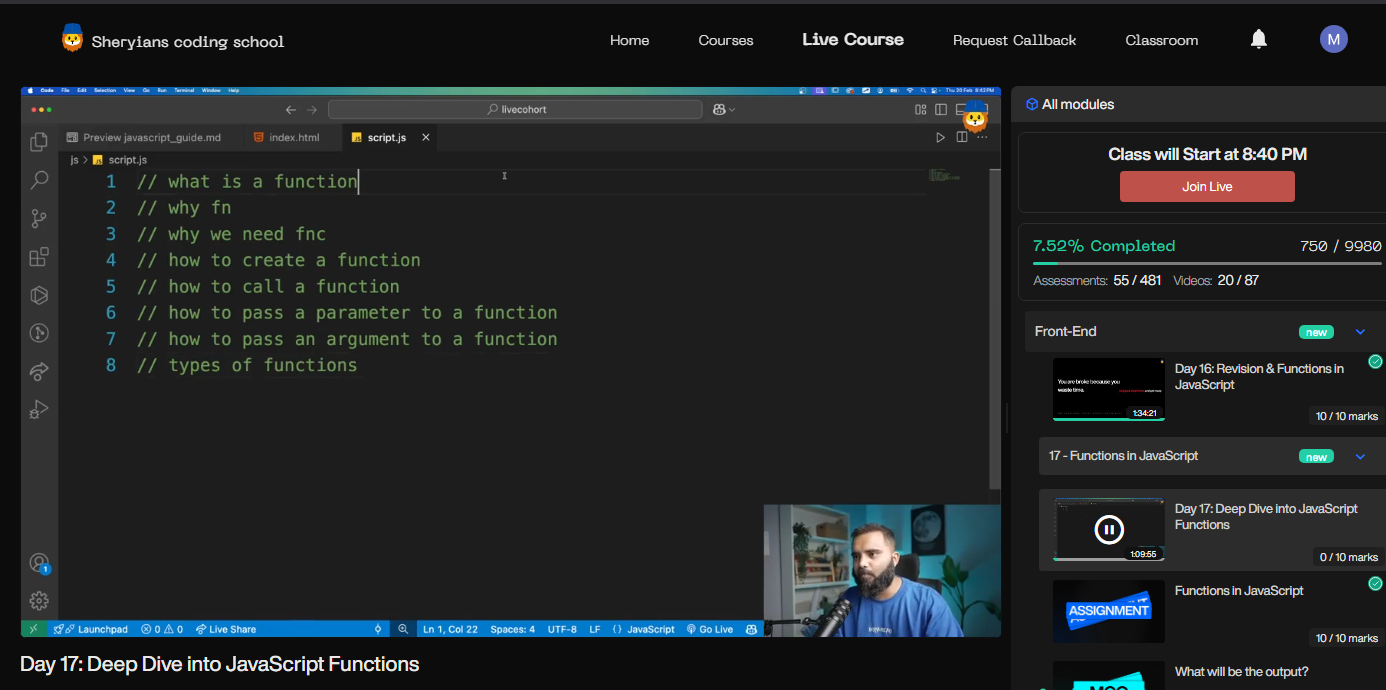 Sheryians coding school
Home
Courses
Live Course
Request Callback
Classroom
M
Code File Edit Selection View Go Run Terminal Window Help
Thu 20 Feb 8:42PM
livecohort
Preview javascript_guide.md
index.html
script.js
js > script.js
1 // what is a function
2 // why fn
3 // why we need fnc
4 // how to create a function
5 // how to call a function
6 // how to pass a parameter to a function
7 // how to pass an argument to a function
8 // types of functions
1
Launchpad
0
0
Live Share
Ln 1, Col 22
Spaces: 4
UTF-8
LF
{} JavaScript
Go Live
Day 17: Deep Dive into JavaScript Functions
All modules
Class will Start at 8:40 PM
Join Live
7.52% Completed
750 / 9980
Assessments: 55 / 481
Videos: 20 / 87
Front-End
new
You are broke because you
waste time.
1:34:21
Day 16: Revision & Functions in
JavaScript
10 / 10 marks
17 - Functions in JavaScript
new
1:09:55
Day 17: Deep Dive into JavaScript
Functions
0 / 10 marks
ASSIGNMENT
Functions in JavaScript
10 / 10 marks
MCQ
What will be the output?